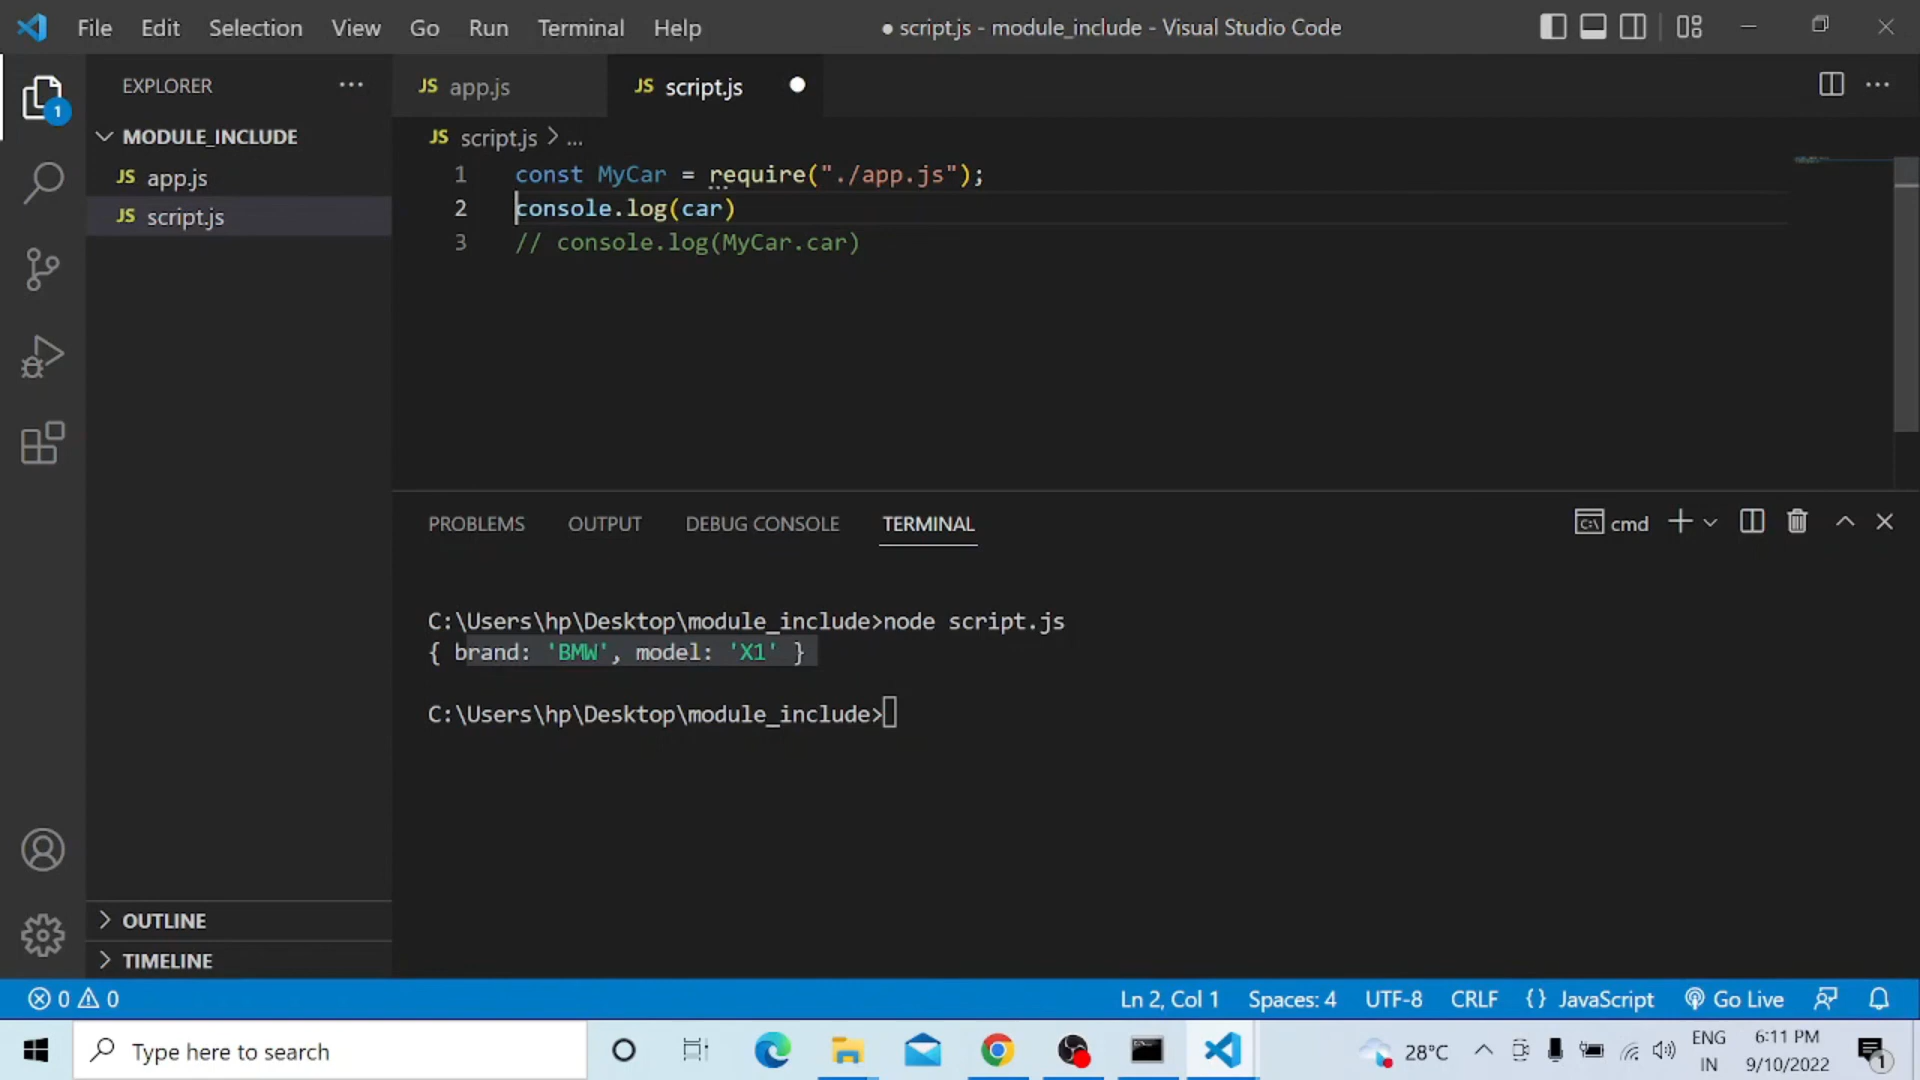 File Edit Selection View Go Run Terminal Help
● script.js - module_include - Visual Studio Code
EXPLORER ...
JS app.js
JS script.js
1
MODULE_INCLUDE
JS app.js
JS script.js
JS script.js > ...
1 const MyCar = require("./app.js");
2 console.log(car)
3 // console.log(MyCar.car)
PROBLEMS OUTPUT DEBUG CONSOLE TERMINAL
cmd
C:\Users\hp\Desktop\module_include>node script.js
{ brand: 'BMW', model: 'X1' }
C:\Users\hp\Desktop\module_include>
OUTLINE
TIMELINE
0 0
Ln 2, Col 1 Spaces: 4 UTF-8 CRLF {} JavaScript Go Live
Type here to search
28°C
ENG
IN
6:11 PM
9/10/2022
1